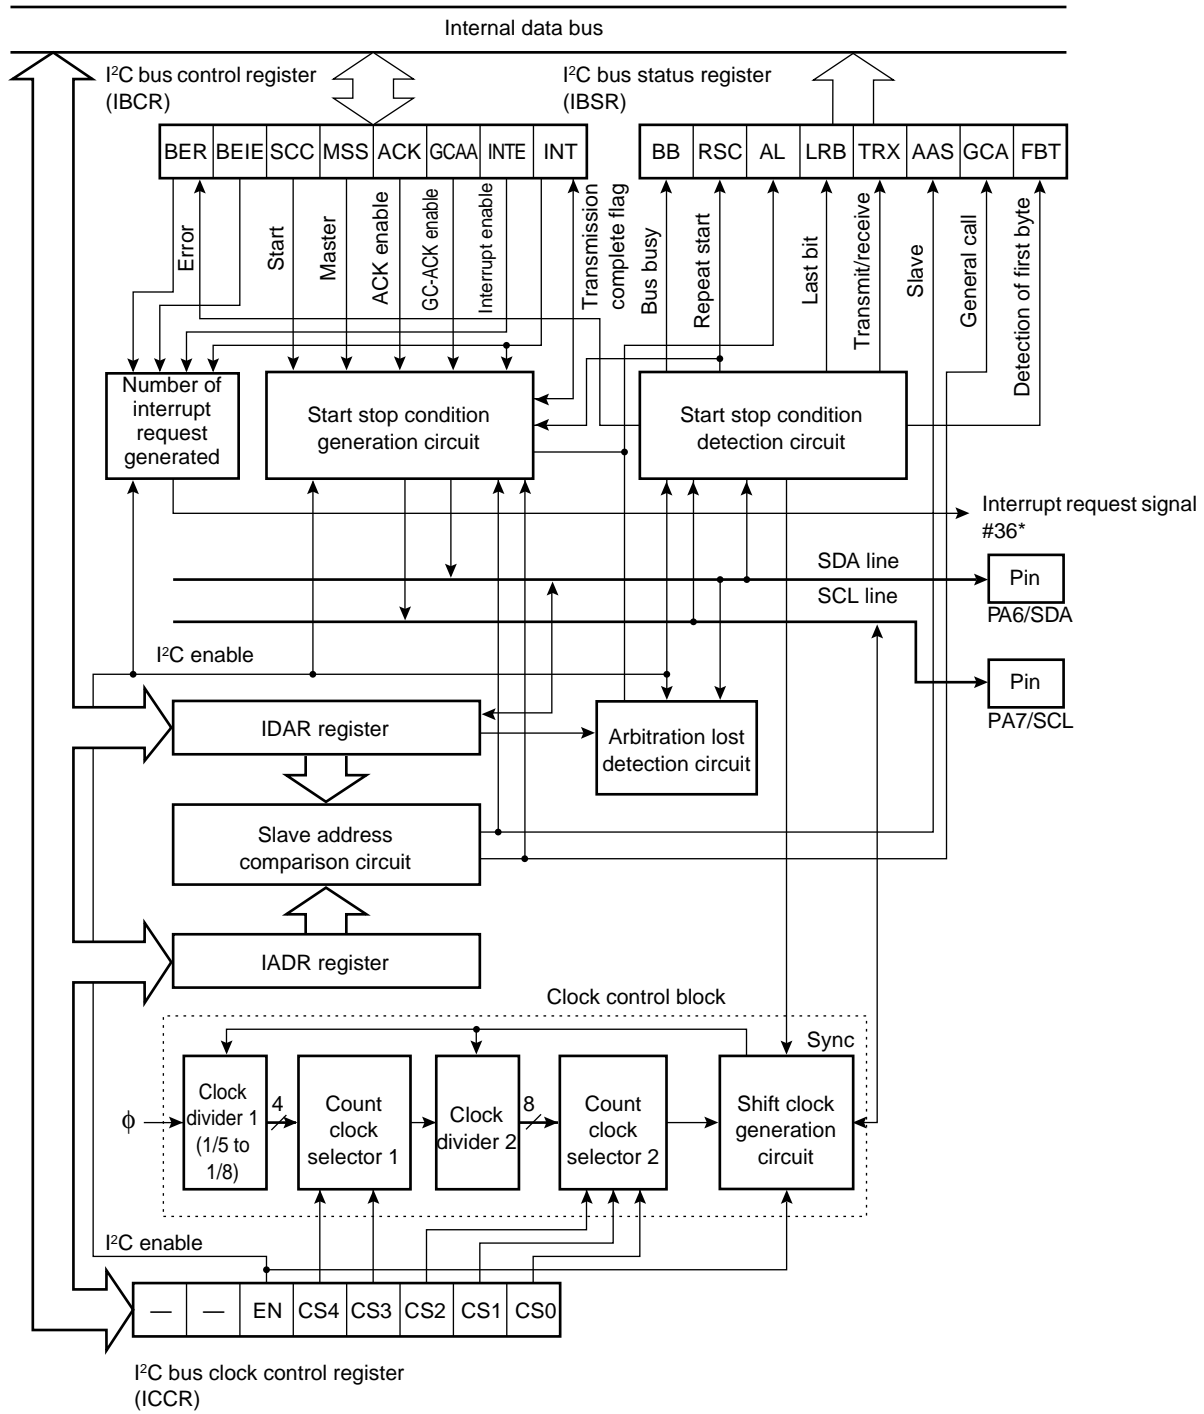 Internal data bus
I²C bus control register
(IBCR)
I²C bus status register
(IBSR)
BER BEIE SCC MSS ACK GCAA INTE INT
BB RSC AL LRB TRX AAS GCA FBT
Error
Start
Master
ACK enable
GC-ACK enable
Interrupt enable
Transmission
complete flag
Bus busy
Repeat start
Last bit
Transmit/receive
Slave
General call
Detection of first byte
Number of
interrupt
request
generated
Start stop condition
generation circuit
Start stop condition
detection circuit
Interrupt request signal
#36*
SDA line
Pin
PA6/SDA
SCL line
Pin
PA7/SCL
I²C enable
IDAR register
Arbitration lost
detection circuit
Slave address
comparison circuit
IADR register
Clock control block
Sync
ϕ
Clock
divider 1
(1/5 to
1/8)
4
Count
clock
selector 1
Clock
divider 2
8
Count
clock
selector 2
Shift clock
generation
circuit
I²C enable
— — EN CS4 CS3 CS2 CS1 CS0
I²C bus clock control register
(ICCR)